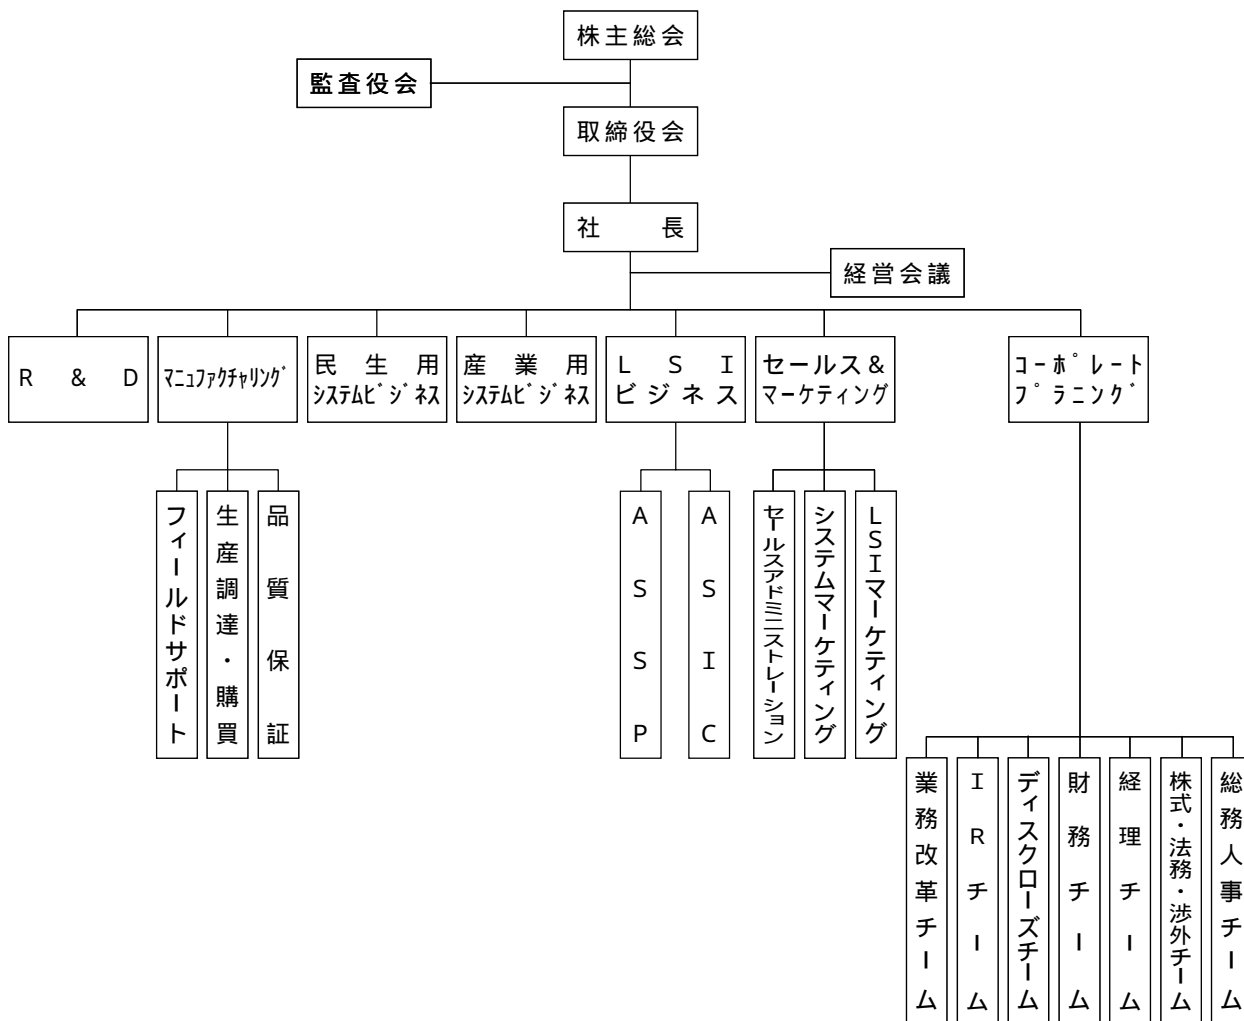 株主総会
監査役会
取締役会
社長
経営会議
R & D
マニュファクチャリング
民生用
システムビジネス
産業用
システムビジネス
LSI
ビジネス
セールス&
マーケティング
コーポレート
プラニング
フィールドサポート
生産調達・購買
品質保証
ASSP
ASIC
セールスアドミニストレーション
システムマーケティング
LSIマーケティング
業務改革チーム
IRチーム
ディスクローズチーム
財務チーム
経理チーム
株式・法務・渉外チーム
総務人事チーム